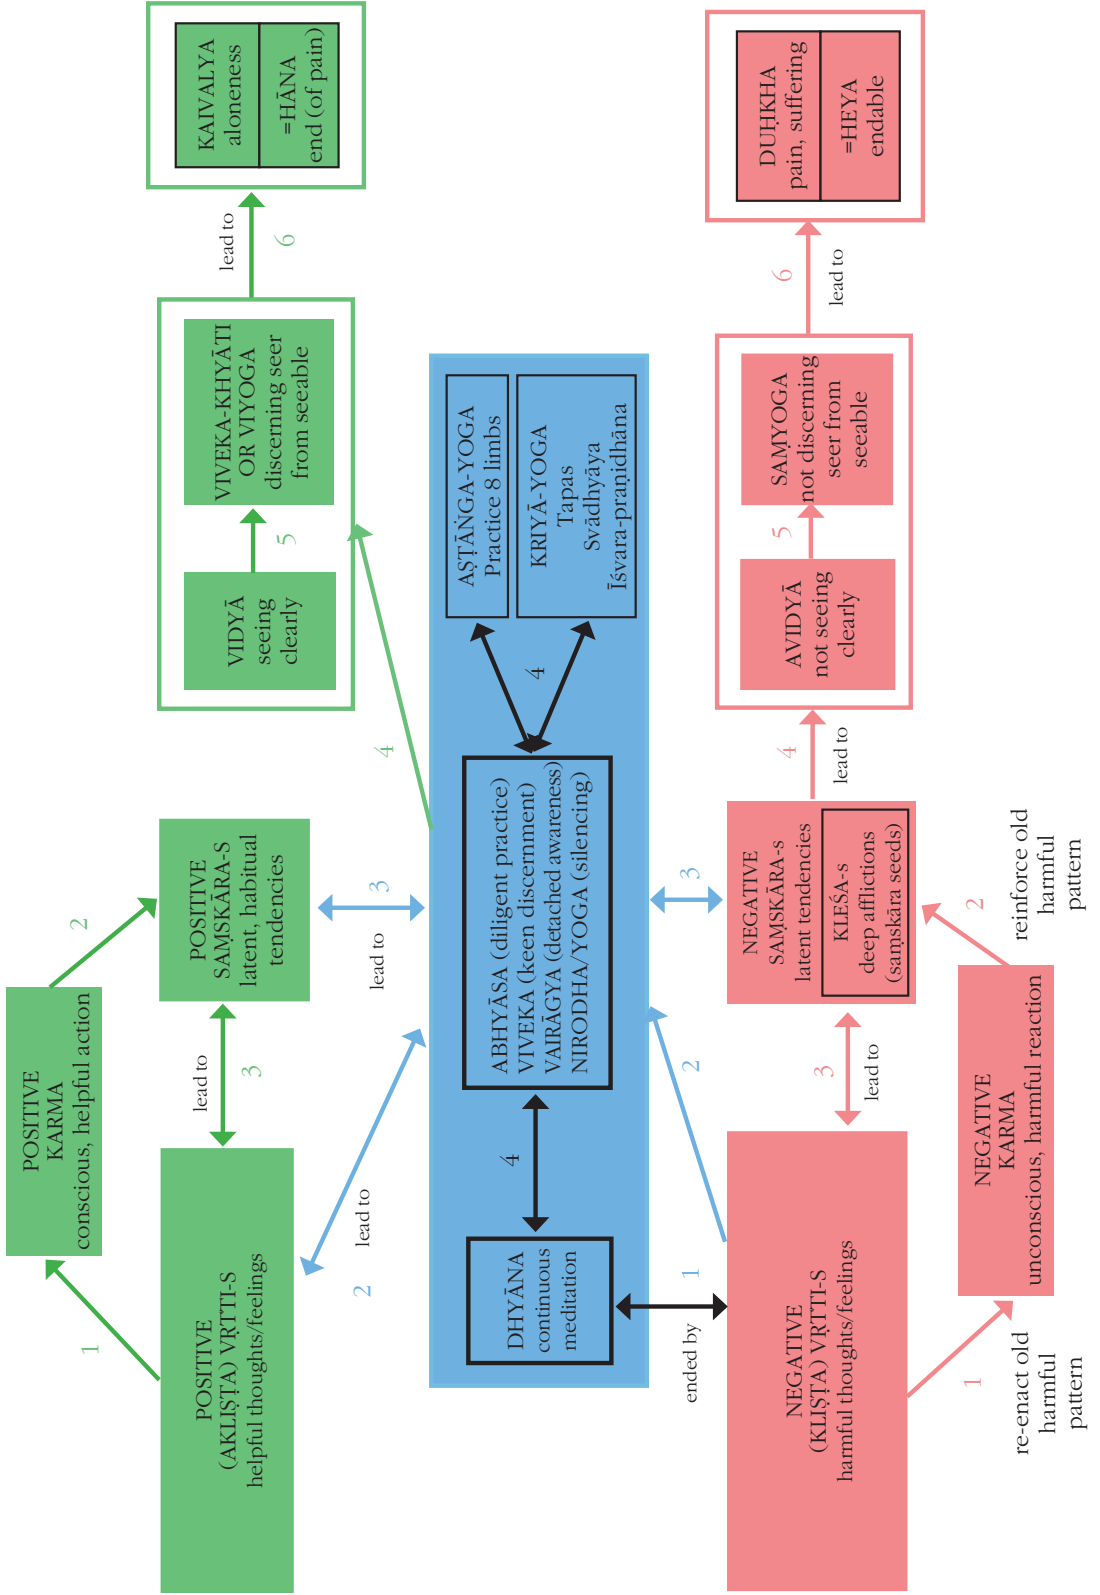 POSITIVE
KARMA
conscious, helpful action
1
2
POSITIVE
(AKLIṢṬA) VṚTTI-S
helpful thoughts/feelings
lead to
3
POSITIVE
SAṂSKĀRA-S
latent, habitual
tendencies
VIDYĀ
seeing
clearly
5
VIVEKA-KHYĀTI
OR VIYOGA
discerning seer
from seeable
lead to
6
KAIVALYA
aloneness
=HĀNA
end (of pain)
2
lead to
lead to
3
4
DHYĀNA
continuous
meditation
4
ABHYĀSA (diligent practice)
VIVEKA (keen discernment)
VAIRĀGYA (detached awareness)
NIRODHA/YOGA (silencing)
4
AṢṬĀṄGA-YOGA
Practice 8 limbs
KRIYĀ-YOGA
Tapas
Svādhyāya
Īśvara-praṇidhāna
ended by
1
2
3
NEGATIVE
(KLIṢṬA) VṚTTI-S
harmful thoughts/feelings
3
lead to
NEGATIVE
SAṂSKĀRA-s
latent tendencies
KLEŚA-s
deep afflictions
(saṃskāra seeds)
4
lead to
AVIDYĀ
not seeing
clearly
5
SAṂYOGA
not discerning
seer from
seeable
6
lead to
DUḤKHA
pain, suffering
=HEYA
endable
1
re-enact old
harmful
pattern
NEGATIVE
KARMA
unconscious, harmful reaction
2
reinforce old
harmful
pattern